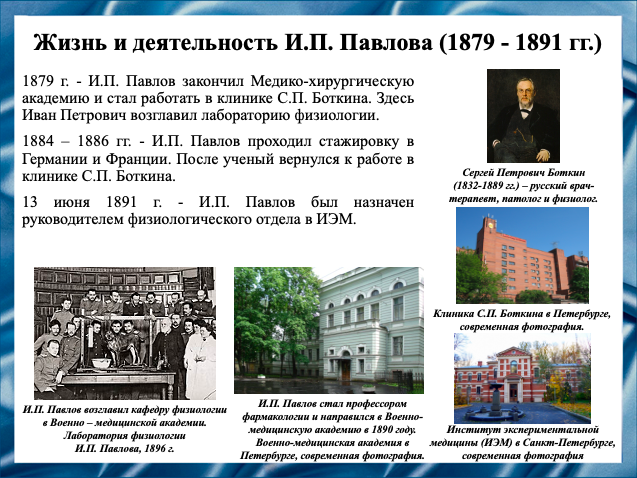 Жизнь и деятельность И.П. Павлова (1879 - 1891 гг.)
1879 г. - И.П. Павлов закончил Медико-хирургическую
академию и стал работать в клинике С.П. Боткина. Здесь
Иван Петрович возглавил лабораторию физиологии.
1884 – 1886 гг. - И.П. Павлов проходил стажировку в
Германии и Франции. После ученый вернулся к работе в
клинике С.П. Боткина.
13 июня 1891 г. - И.П. Павлов был назначен
руководителем физиологического отдела в ИЭМ.
Сергей Петрович Боткин
(1832-1889 гг.) – русский врач-
терапевт, патолог и физиолог.
Клиника С.П. Боткина в Петербурге,
современная фотография.
И.П. Павлов возглавил кафедру физиологии
в Военно – медицинской академии.
Лаборатория физиологии
И.П. Павлова, 1896 г.
И.П. Павлов стал профессором
фармакологии и направился в Военно-
медицинскую академию в 1890 году.
Военно-медицинская академия в
Петербурге, современная фотография.
Институт экспериментальной
медицины (ИЭМ) в Санкт-Петербурге,
современная фотография